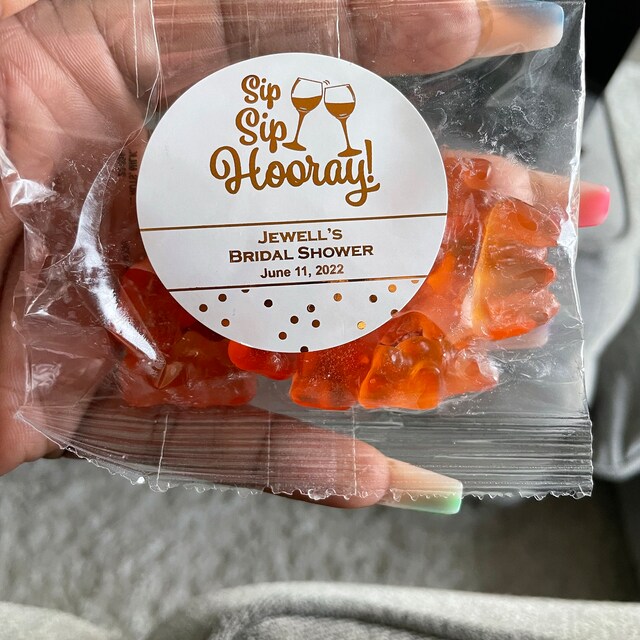 Sip
Sip
Hooray!
Jewell's
Bridal Shower
June 11, 2022